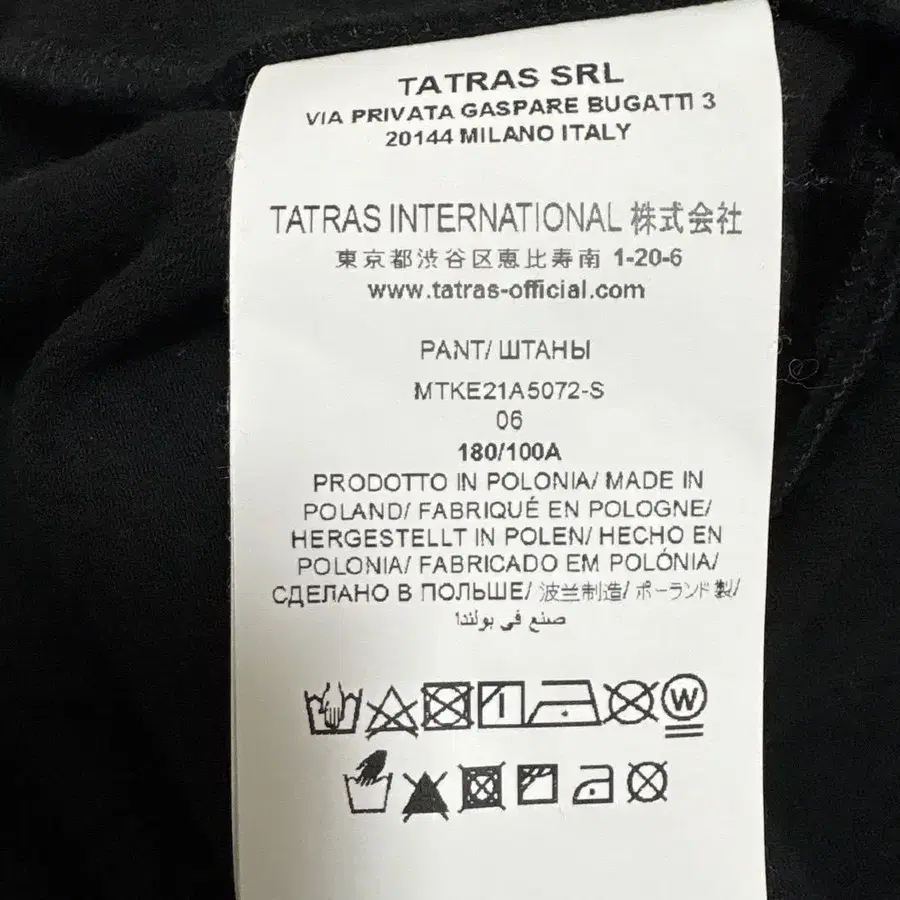 TATRAS SRL
VIA PRIVATA GASPARE BUGATTI 3
20144 MILANO ITALY
TATRAS INTERNATIONAL 株式会社
東京都渋谷区恵比寿南 1-20-6
www.tatras-official.com
PANT/ ШТАНЫ
MTKE21A5072-S
06
180/100A
PRODOTTO IN POLONIA/ MADE IN
POLAND/ FABRIQUÉ EN POLOGNE/
HERGESTELLT IN POLEN/ HECHO EN
POLONIA/ FABRICADO EM POLÓNIA/
СДЕЛАНО В ПОЛЬШЕ/ 波兰制造/ ポーランド製/
صنع في بولندا
W